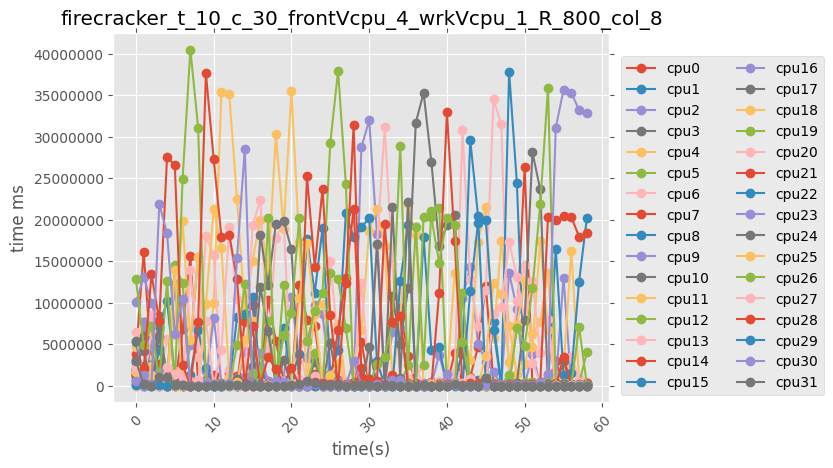 firecracker_t_10_c_30_frontVcpu_4_wrkVcpu_1_R_800_col_8
40000000
35000000
30000000
25000000
20000000
15000000
10000000
5000000
0
time ms
0
10
20
30
40
50
60
time(s)
cpu0
cpu1
cpu2
cpu3
cpu4
cpu5
cpu6
cpu7
cpu8
cpu9
cpu10
cpu11
cpu12
cpu13
cpu14
cpu15
cpu16
cpu17
cpu18
cpu19
cpu20
cpu21
cpu22
cpu23
cpu24
cpu25
cpu26
cpu27
cpu28
cpu29
cpu30
cpu31